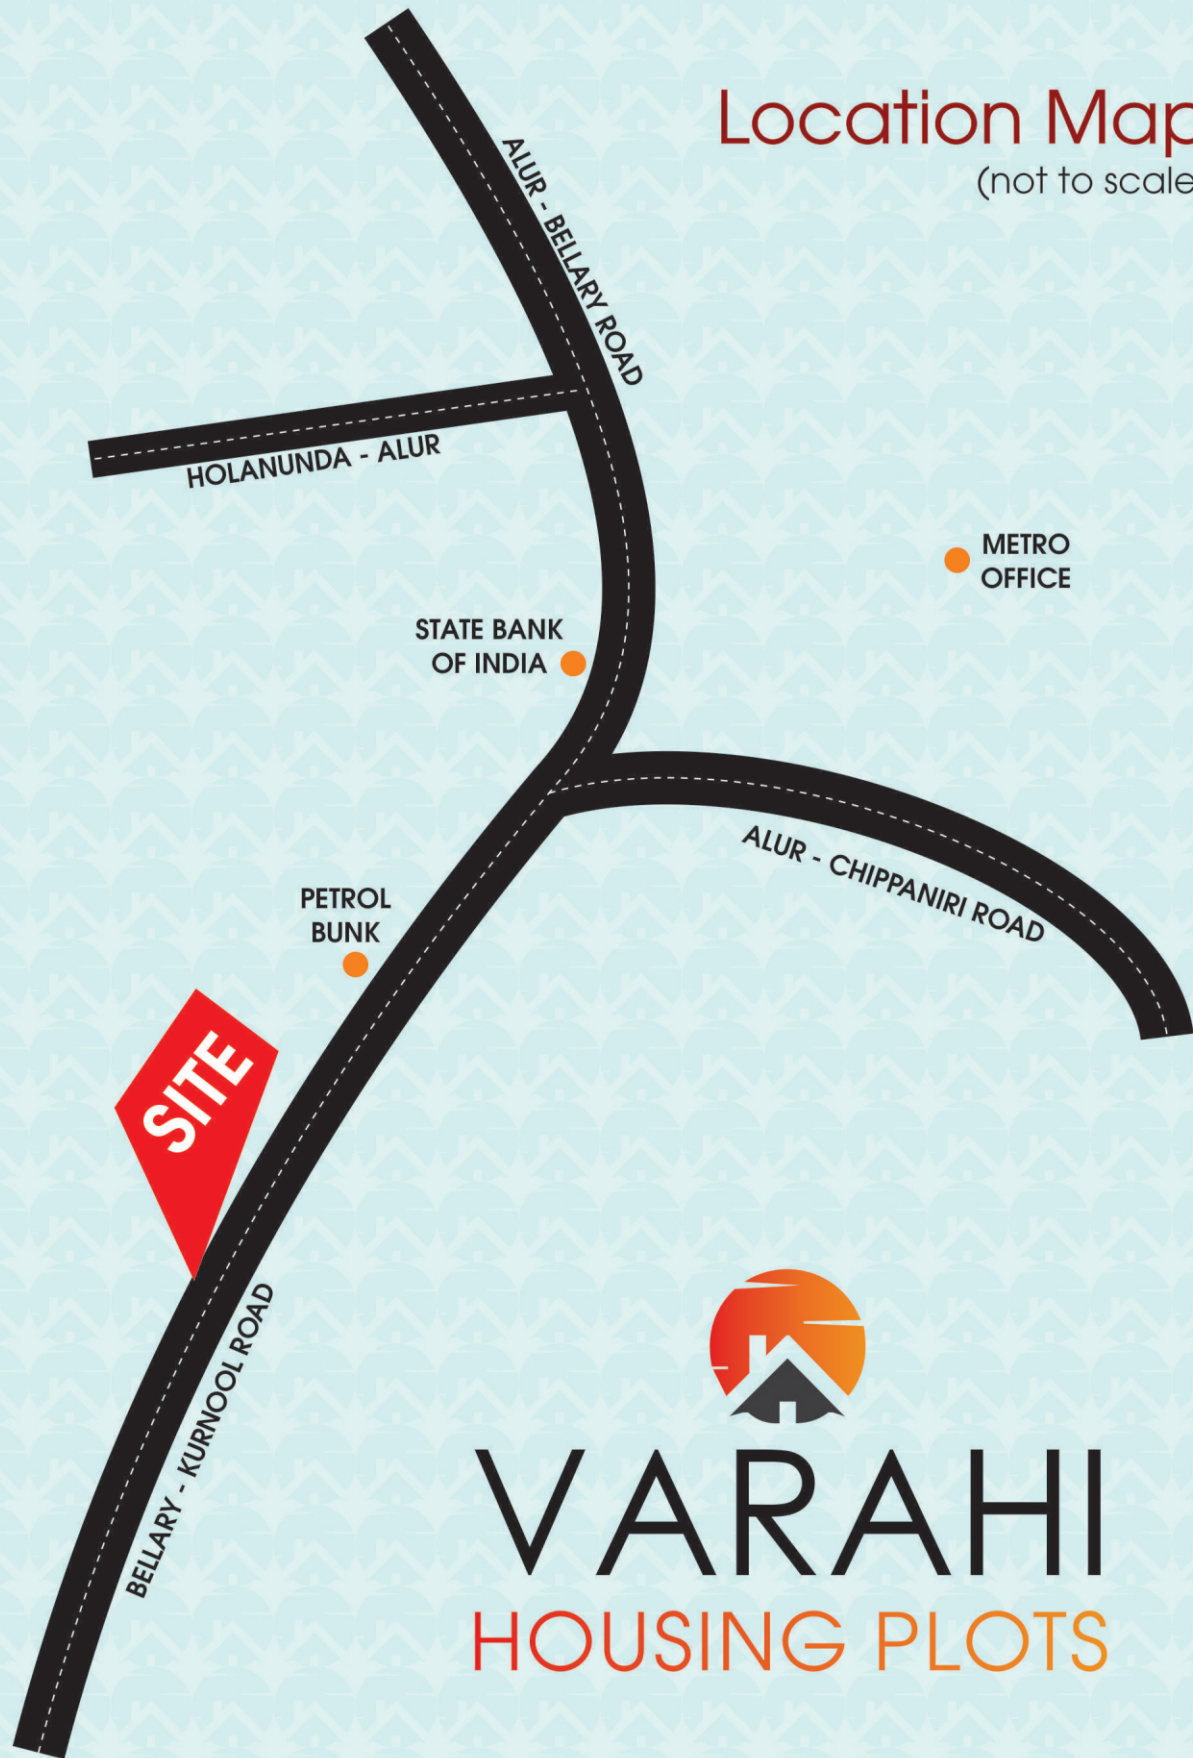 Location Map
(not to scale
ALUR - BELLARY ROAD
HOLANUNDA - ALUR
METRO
OFFICE
STATE BANK
OF INDIA
ALUR - CHIPPANIRI ROAD
PETROL
BUNK
SITE
BELLARY - KURNOOL ROAD
VARAHI
HOUSING PLOTS